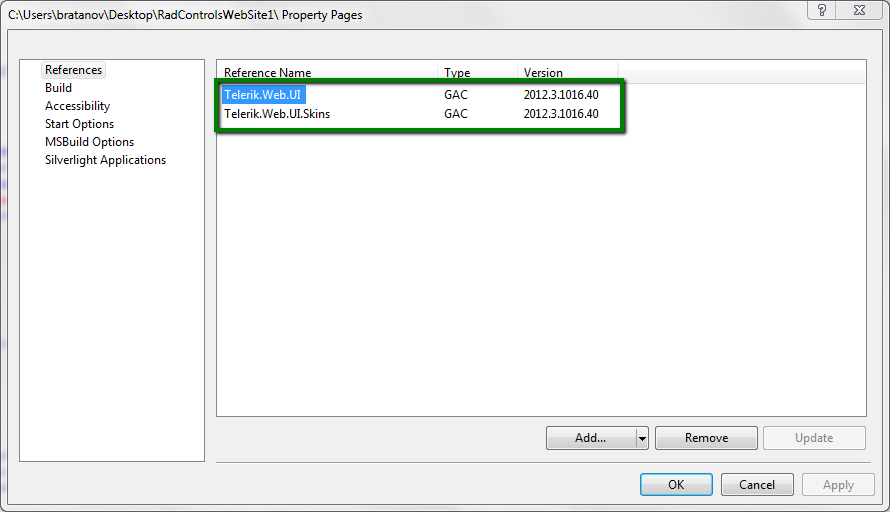 C:\Users\bratanov\Desktop\RadControlsWebSite1\ Property Pages
?
References
Build
Accessibility
Start Options
MSBuild Options
Silverlight Applications
Reference Name Type Version
Telerik.Web.UI GAC 2012.3.1016.40
Telerik.Web.UI.Skins GAC 2012.3.1016.40
Add... Remove Update
OK Cancel Apply